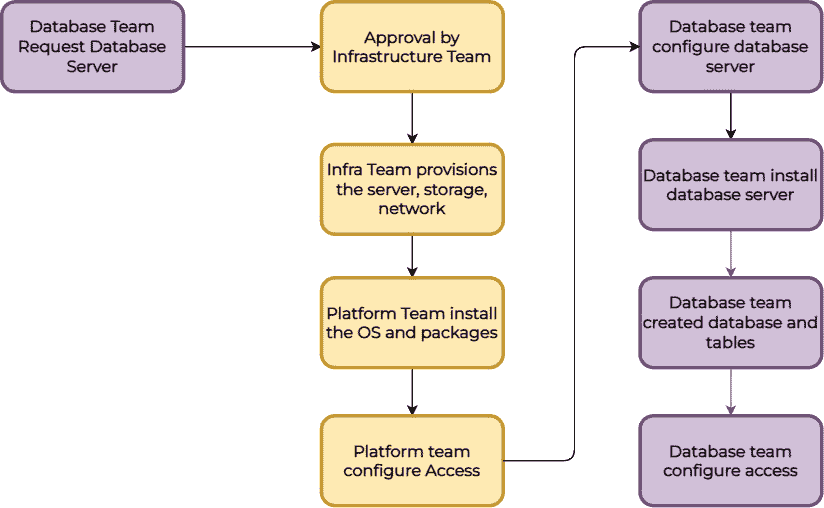 Database Team
Request Database
Server
Approval by
Infrastructure Team
Infra Team provisions
the server, storage,
network
Platform Team install
the OS and packages
Platform team
configure Access
Database team
configure database
server
Database team install
database server
Database team
created database and
tables
Database team
configure access